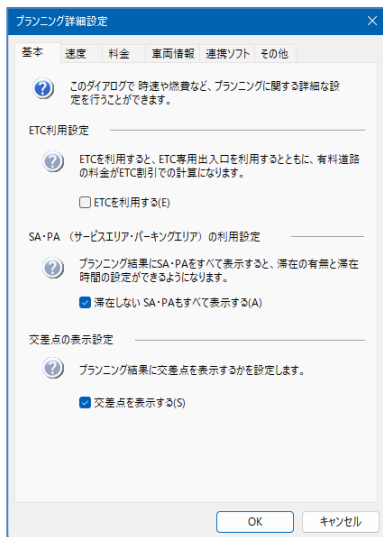 プランニング詳細設定
基本 速度 料金 車両情報 連携ソフト その他
このダイアログで 時速や燃費など、プランニングに関する詳細な設
定を行うことができます。
ETC利用設定
ETCを利用すると、ETC専用出入口を利用するとともに、有料道路
の料金がETC割引での計算になります。
ETCを利用する(E)
SA・PA （サービスエリア・パーキングエリア）の利用設定
プランニング結果にSA・PAをすべて表示すると、滞在の有無と滞在
時間の設定ができるようになります。
滞在しない SA・PAもすべて表示する(A)
交差点の表示設定
プランニング結果に交差点を表示するかを設定します。
交差点を表示する(S)
OK キャンセル